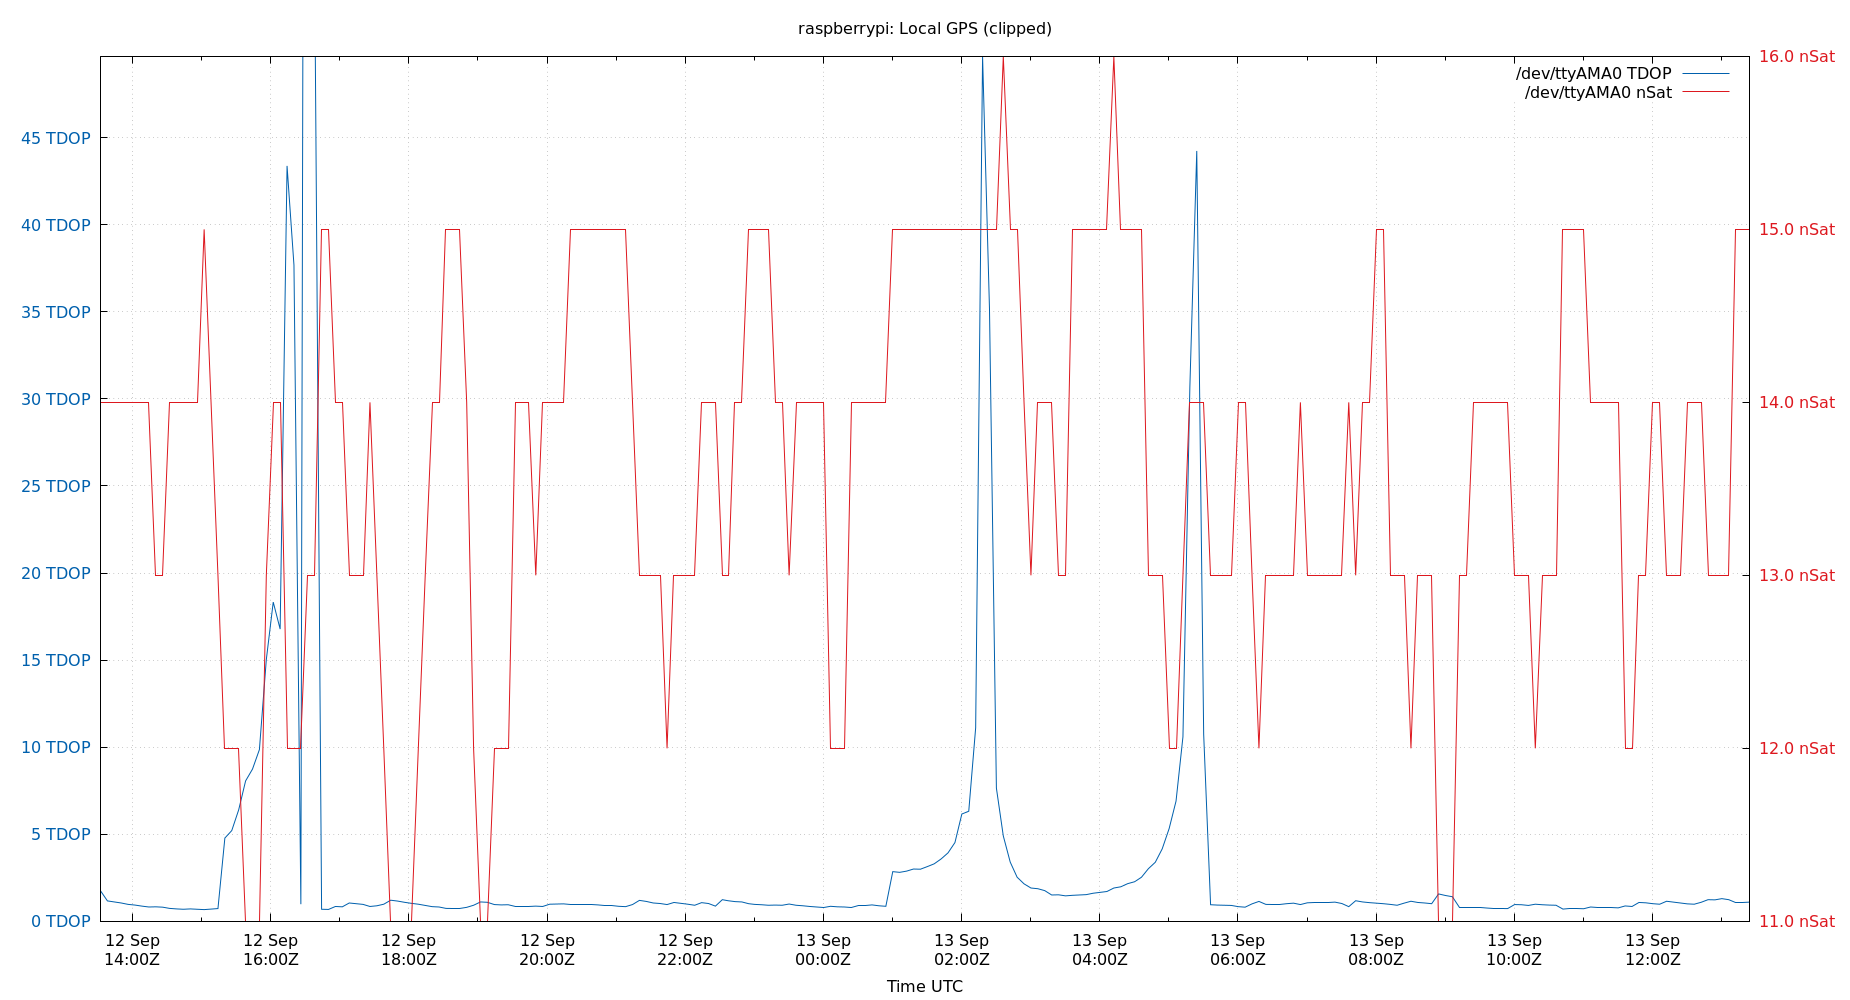 raspberrypi: Local GPS (clipped)
/dev/ttyAMA0 TDOP
/dev/ttyAMA0 nSat
45 TDOP
40 TDOP
35 TDOP
30 TDOP
25 TDOP
20 TDOP
15 TDOP
10 TDOP
5 TDOP
0 TDOP
16.0 nSat
15.0 nSat
14.0 nSat
13.0 nSat
12.0 nSat
11.0 nSat
12 Sep
14:00Z
12 Sep
16:00Z
12 Sep
18:00Z
12 Sep
20:00Z
12 Sep
22:00Z
13 Sep
00:00Z
13 Sep
02:00Z
13 Sep
04:00Z
13 Sep
06:00Z
13 Sep
08:00Z
13 Sep
10:00Z
13 Sep
12:00Z
Time UTC